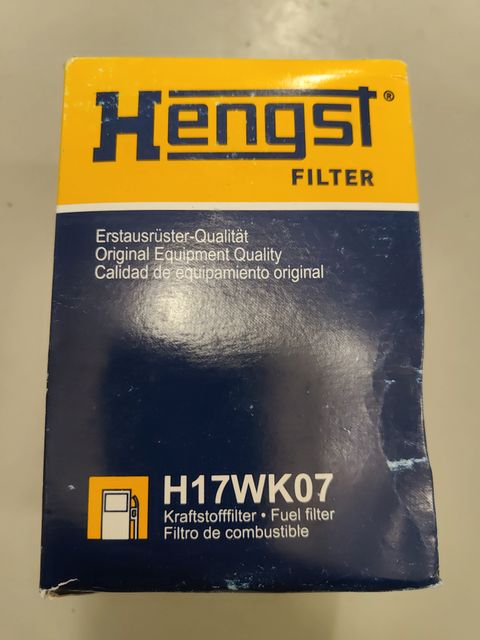 Hengst®
FILTER
Erstausrüster-Qualität
Original Equipment Quality
Calidad de equipamiento original
H17WK07
Kraftstofffilter • Fuel filter
Filtro de combustible